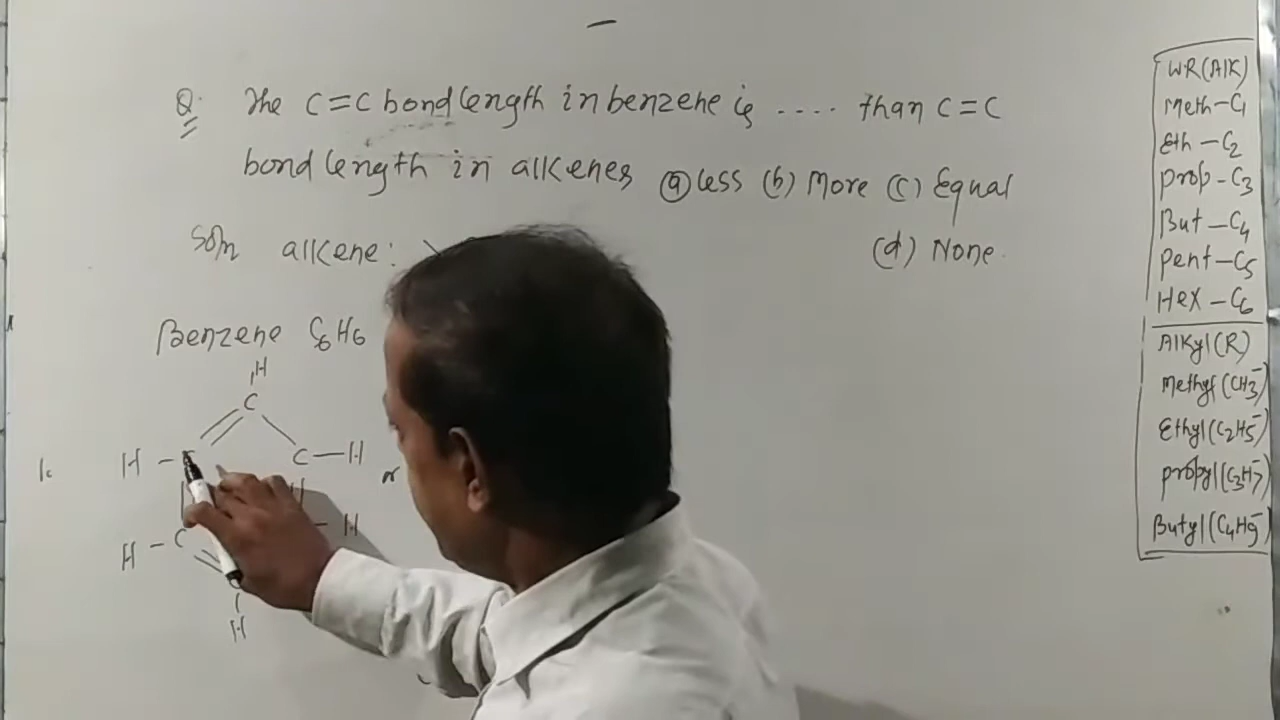 Q. The C=C bond length in benzene is .... than C=C
bond length in alkenes (a) Less (b) More (c) Equal
(d) None.
Soln alkene:
Benzene C6H6
H
C
H - C - H
H - C - H
H
WR(Alk)
Meth-C1
Eth-C2
Prop-C3
But-C4
Pent-C5
Hex-C6
Alkyl(R)
Methyl(CH3-)
Ethyl(C2H5-)
propyl(C3H7-)
Butyl(C4H9-)